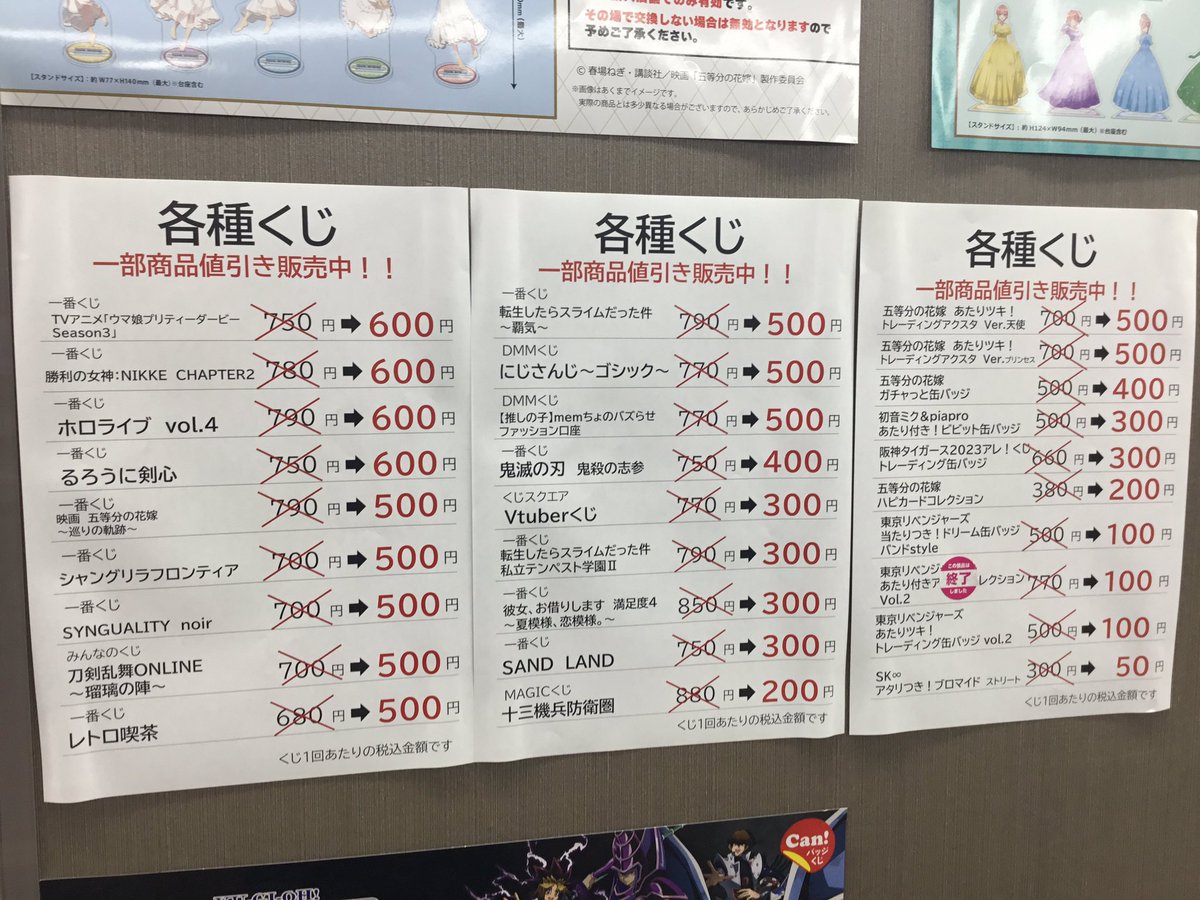 [スタンドサイズ]：約 W77×H140mm（最大）※台座含む
（最大）
その場で交換しない場合は無効となりますので
予めご了承ください。
© 春場ねぎ・講談社／映画「五等分の花嫁」製作委員会
※画像はあくまでイメージです。
実際の商品とは多少異なる場合がございますので、あらかじめご了承ください。
[スタンドサイズ]：約 H124×W94mm（最大）※台座含む
各種くじ
一部商品値引き販売中！！
一番くじ
TVアニメ「ウマ娘プリティーダービー
Season3」 750円➡600円
一番くじ
勝利の女神：NIKKE CHAPTER2 780円➡600円
一番くじ
ホロライブ vol.4 790円➡600円
一番くじ
るろうに剣心 750円➡600円
一番くじ
映画 五等分の花嫁
～巡りの軌跡～ 790円➡500円
一番くじ
シャングリラフロンティア 700円➡500円
一番くじ
SYNGUALITY noir 700円➡500円
みんなのくじ
刀剣乱舞ONLINE
～瑠璃の陣～ 700円➡500円
一番くじ
レトロ喫茶 680円➡500円
くじ1回あたりの税込金額です
各種くじ
一部商品値引き販売中！！
一番くじ
転生したらスライムだった件
～覇気～ 790円➡500円
DMMくじ
にじさんじ～ゴシック～ 770円➡500円
DMMくじ
【推しの子】memちょのバズらせ
ファッション口座 770円➡500円
一番くじ
鬼滅の刃 鬼殺の志参 750円➡400円
くじスクエア
Vtuberくじ 770円➡300円
一番くじ
転生したらスライムだった件
私立テンペスト学園Ⅱ 790円➡300円
一番くじ
彼女、お借りします 満足度4
～夏模様、恋模様。～ 850円➡300円
一番くじ
SAND LAND 750円➡300円
MAGICくじ
十三機兵防衛圏 880円➡200円
くじ1回あたりの税込金額です
各種くじ
一部商品値引き販売中！！
五等分の花嫁 あたりツキ！
トレーディングアクスタ Ver.天使 700円➡500円
五等分の花嫁 あたりツキ！
トレーディングアクスタ Ver.プリンセス 700円➡500円
五等分の花嫁
ガチャっと缶バッジ 500円➡400円
初音ミク＆piapro
あたり付き！ビビット缶バッジ 500円➡300円
阪神タイガース2023アレ！くじ
トレーディング缶バッジ 660円➡300円
五等分の花嫁
ハピカードコレクション 380円➡200円
東京リベンジャーズ
当たりつき！ドリーム缶バッジ
バンドstyle 500円➡100円
東京リベンジ
あたり付きア レクション
Vol.2 770円➡100円
この景品は
終了
しました
東京リベンジャーズ
あたりツキ！
トレーディング缶バッジ vol.2 500円➡100円
SK∞
アタリつき！ブロマイド ストリート 300円➡50円
くじ1回あたりの税込金額です
Can!
バッジ
くじ